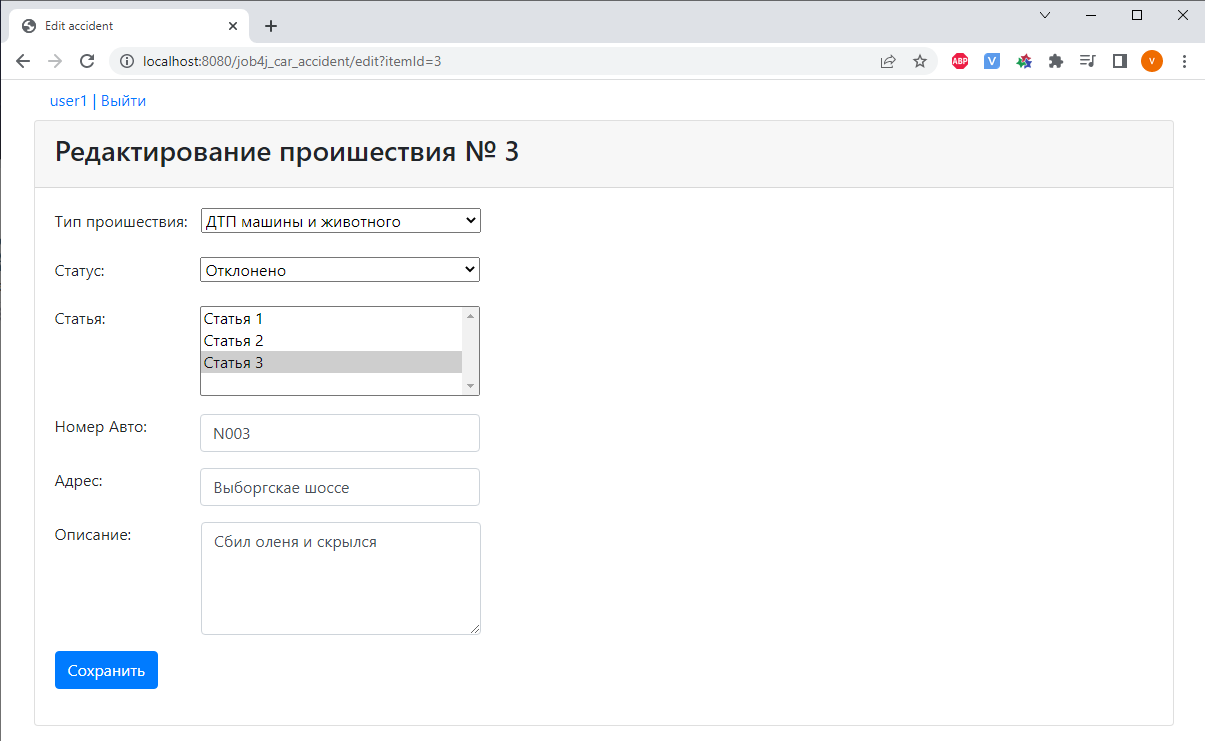 Edit accident
localhost:8080/job4j_car_accident/edit?itemId=3
ABP
V
v
user1 | Выйти
Редактирование проишествия № 3
Тип проишествия: ДТП машины и животного
Статус: Отклонено
Статья: Статья 1
Статья 2
Статья 3
Номер Авто: N003
Адрес: Выборгскае шоссе
Описание: Сбил оленя и скрылся
Сохранить